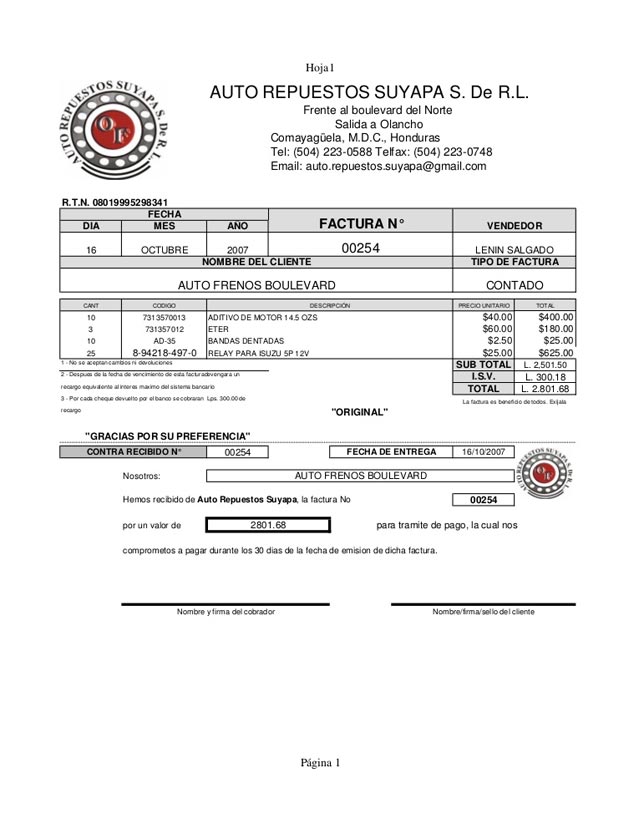 Hoja1
AUTO REPUESTOS SUYAPA S. De R.L.
Frente al boulevard del Norte
Salida a Olancho
Comayagüela, M.D.C., Honduras
Tel: (504) 223-0588 Telfax: (504) 223-0748
Email: auto.repuestos.suyapa@gmail.com
AUTO REPUESTOS SUYAPA S. De R.L.
R.T.N. 08019995298341
FECHA
DIA MES AÑO FACTURA N° VENDEDOR
16 OCTUBRE 2007 00254 LENIN SALGADO
NOMBRE DEL CLIENTE TIPO DE FACTURA
AUTO FRENOS BOULEVARD CONTADO
CANT CODIGO DESCRIPCIÓN PRECIO UNITARIO TOTAL
10 7313570013 ADITIVO DE MOTOR 14.5 OZS $40.00 $400.00
3 731357012 ETER $60.00 $180.00
10 AD-35 BANDAS DENTADAS $2.50 $25.00
25 8-94218-497-0 RELAY PARA ISUZU 5P 12V $25.00 $625.00
1 - No se aceptan cambios ni devoluciones SUB TOTAL L. 2,501.50
2 - Despues de la fecha de vencimiento de esta facturadevengara un I.S.V. L. 300.18
recargo equivalente al interes maximo del sistema bancario TOTAL L. 2.801.68
3 - Por cada cheque devuelto por el banco se cobraran Lps. 300.00 de La factura es beneficio de todos. Exijala
recargo "ORIGINAL"
"GRACIAS POR SU PREFERENCIA"
CONTRA RECIBIDO N° 00254 FECHA DE ENTREGA 16/10/2007
Nosotros: AUTO FRENOS BOULEVARD
Hemos recibido de Auto Repuestos Suyapa, la factura No 00254
por un valor de 2801.68 para tramite de pago, la cual nos
comprometos a pagar durante los 30 dias de la fecha de emision de dicha factura.
Nombre y firma del cobrador Nombre/firma/sello del cliente
Página 1